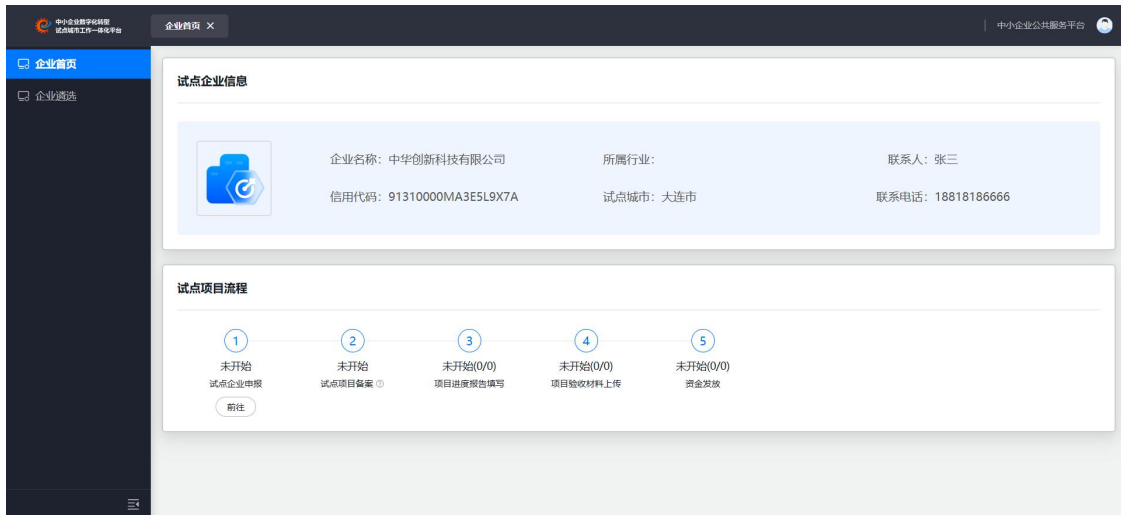 中小企业数字化转型
试点城市工作一体化平台
企业首页 ×
中小企业公共服务平台
企业首页
企业遴选
试点企业信息
企业名称：中华创新科技有限公司
所属行业：
联系人：张三
信用代码：91310000MA3E5L9X7A
试点城市：大连市
联系电话：18818186666
试点项目流程
1
2
3
4
5
未开始
未开始
未开始(0/0)
未开始(0/0)
未开始(0/0)
试点企业申报
试点项目备案
项目进度报告填写
项目验收材料上传
资金发放
前往